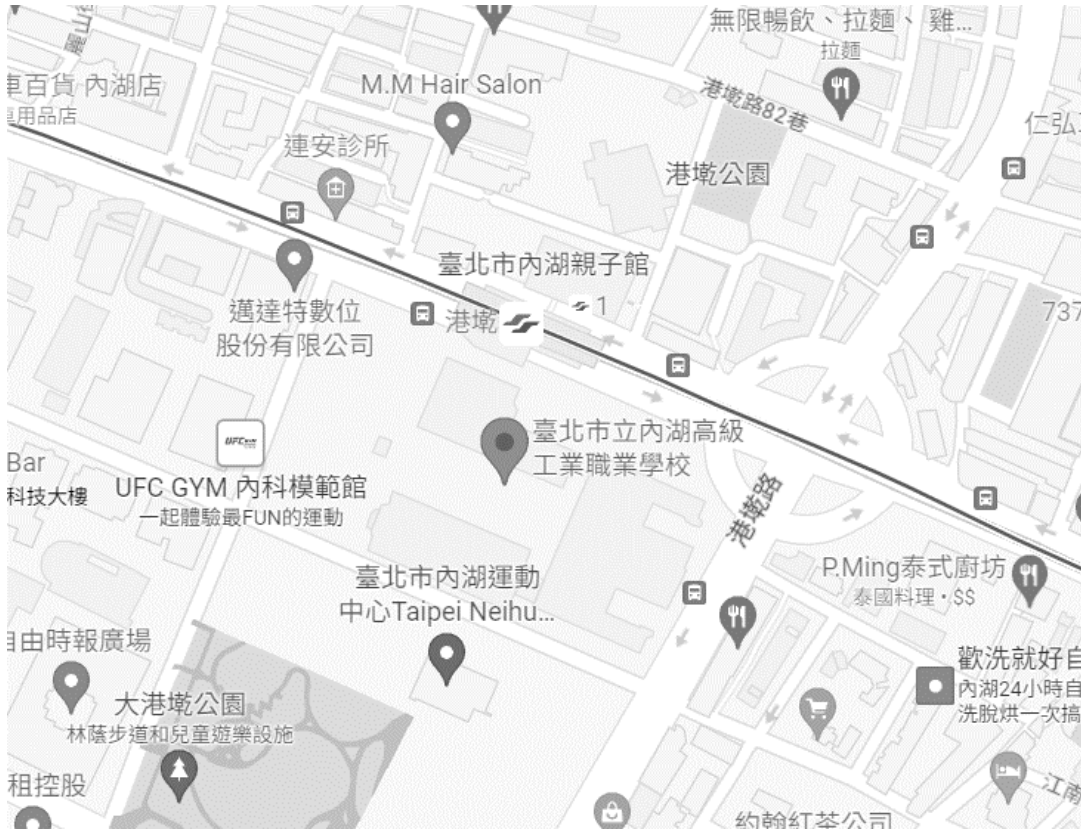 無限暢飲、拉麵、雞...
拉麵
車百貨 內湖店
用品店
M.M Hair Salon
港墘路82巷
仁弘
連安診所
港墘公園
臺北市內湖親子館
1
港墘
邁達特數位
股份有限公司
737
臺北市立內湖高級
工業職業學校
UFC GYM
Bar
科技大樓
UFC GYM 內科模範館
一起體驗最FUN的運動
港墘路
臺北市內湖運動
中心Taipei Neihu...
P.Ming泰式廚坊
泰國料理・$$
自由時報廣場
大港墘公園
林蔭步道和兒童遊樂設施
歡洗就好自
內湖24小時自
洗脫烘一次搞
租控股
江南
約翰紅茶公司